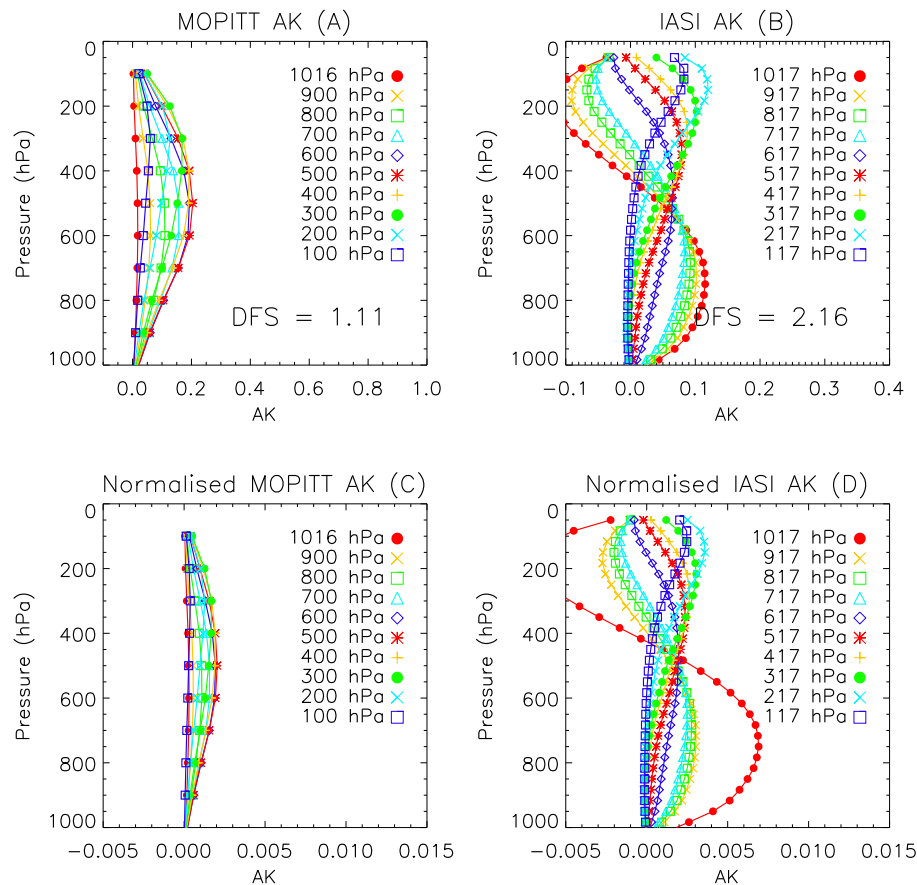 MOPITT AK (A)
0
200
400
600
800
1000
Pressure (hPa)
1016 hPa
900 hPa
800 hPa
700 hPa
600 hPa
500 hPa
400 hPa
300 hPa
200 hPa
100 hPa
DFS = 1.11
0.0 0.2 0.4 0.6 0.8 1.0
AK
IASI AK (B)
0
200
400
600
800
1000
Pressure (hPa)
1017 hPa
917 hPa
817 hPa
717 hPa
617 hPa
517 hPa
417 hPa
317 hPa
217 hPa
117 hPa
DFS = 2.16
−0.1 0.0 0.1 0.2 0.3 0.4
AK
Normalised MOPITT AK (C)
0
200
400
600
800
1000
Pressure (hPa)
1016 hPa
900 hPa
800 hPa
700 hPa
600 hPa
500 hPa
400 hPa
300 hPa
200 hPa
100 hPa
−0.005 0.000 0.005 0.010 0.015
AK
Normalised IASI AK (D)
0
200
400
600
800
1000
Pressure (hPa)
1017 hPa
917 hPa
817 hPa
717 hPa
617 hPa
517 hPa
417 hPa
317 hPa
217 hPa
117 hPa
−0.005 0.000 0.005 0.010 0.015
AK